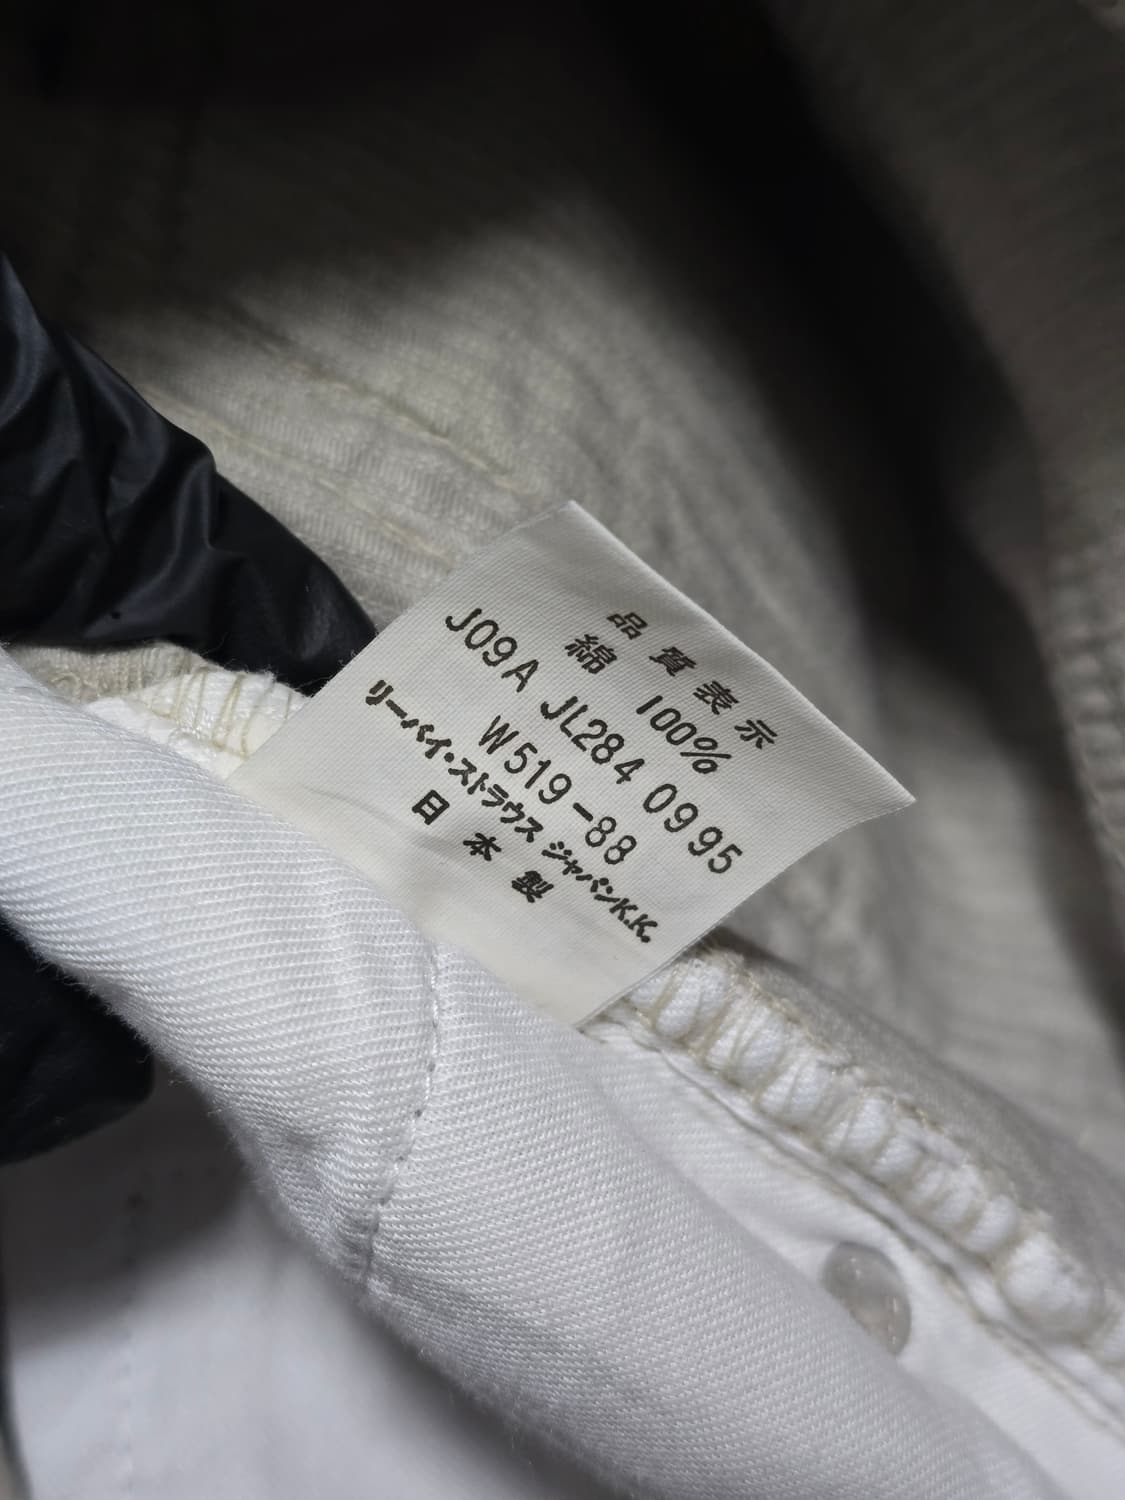 品質表示
綿 100%
J09A JL284 0995
W519-88
リーバイ・ストラウス ジャパンK.K.
日本製